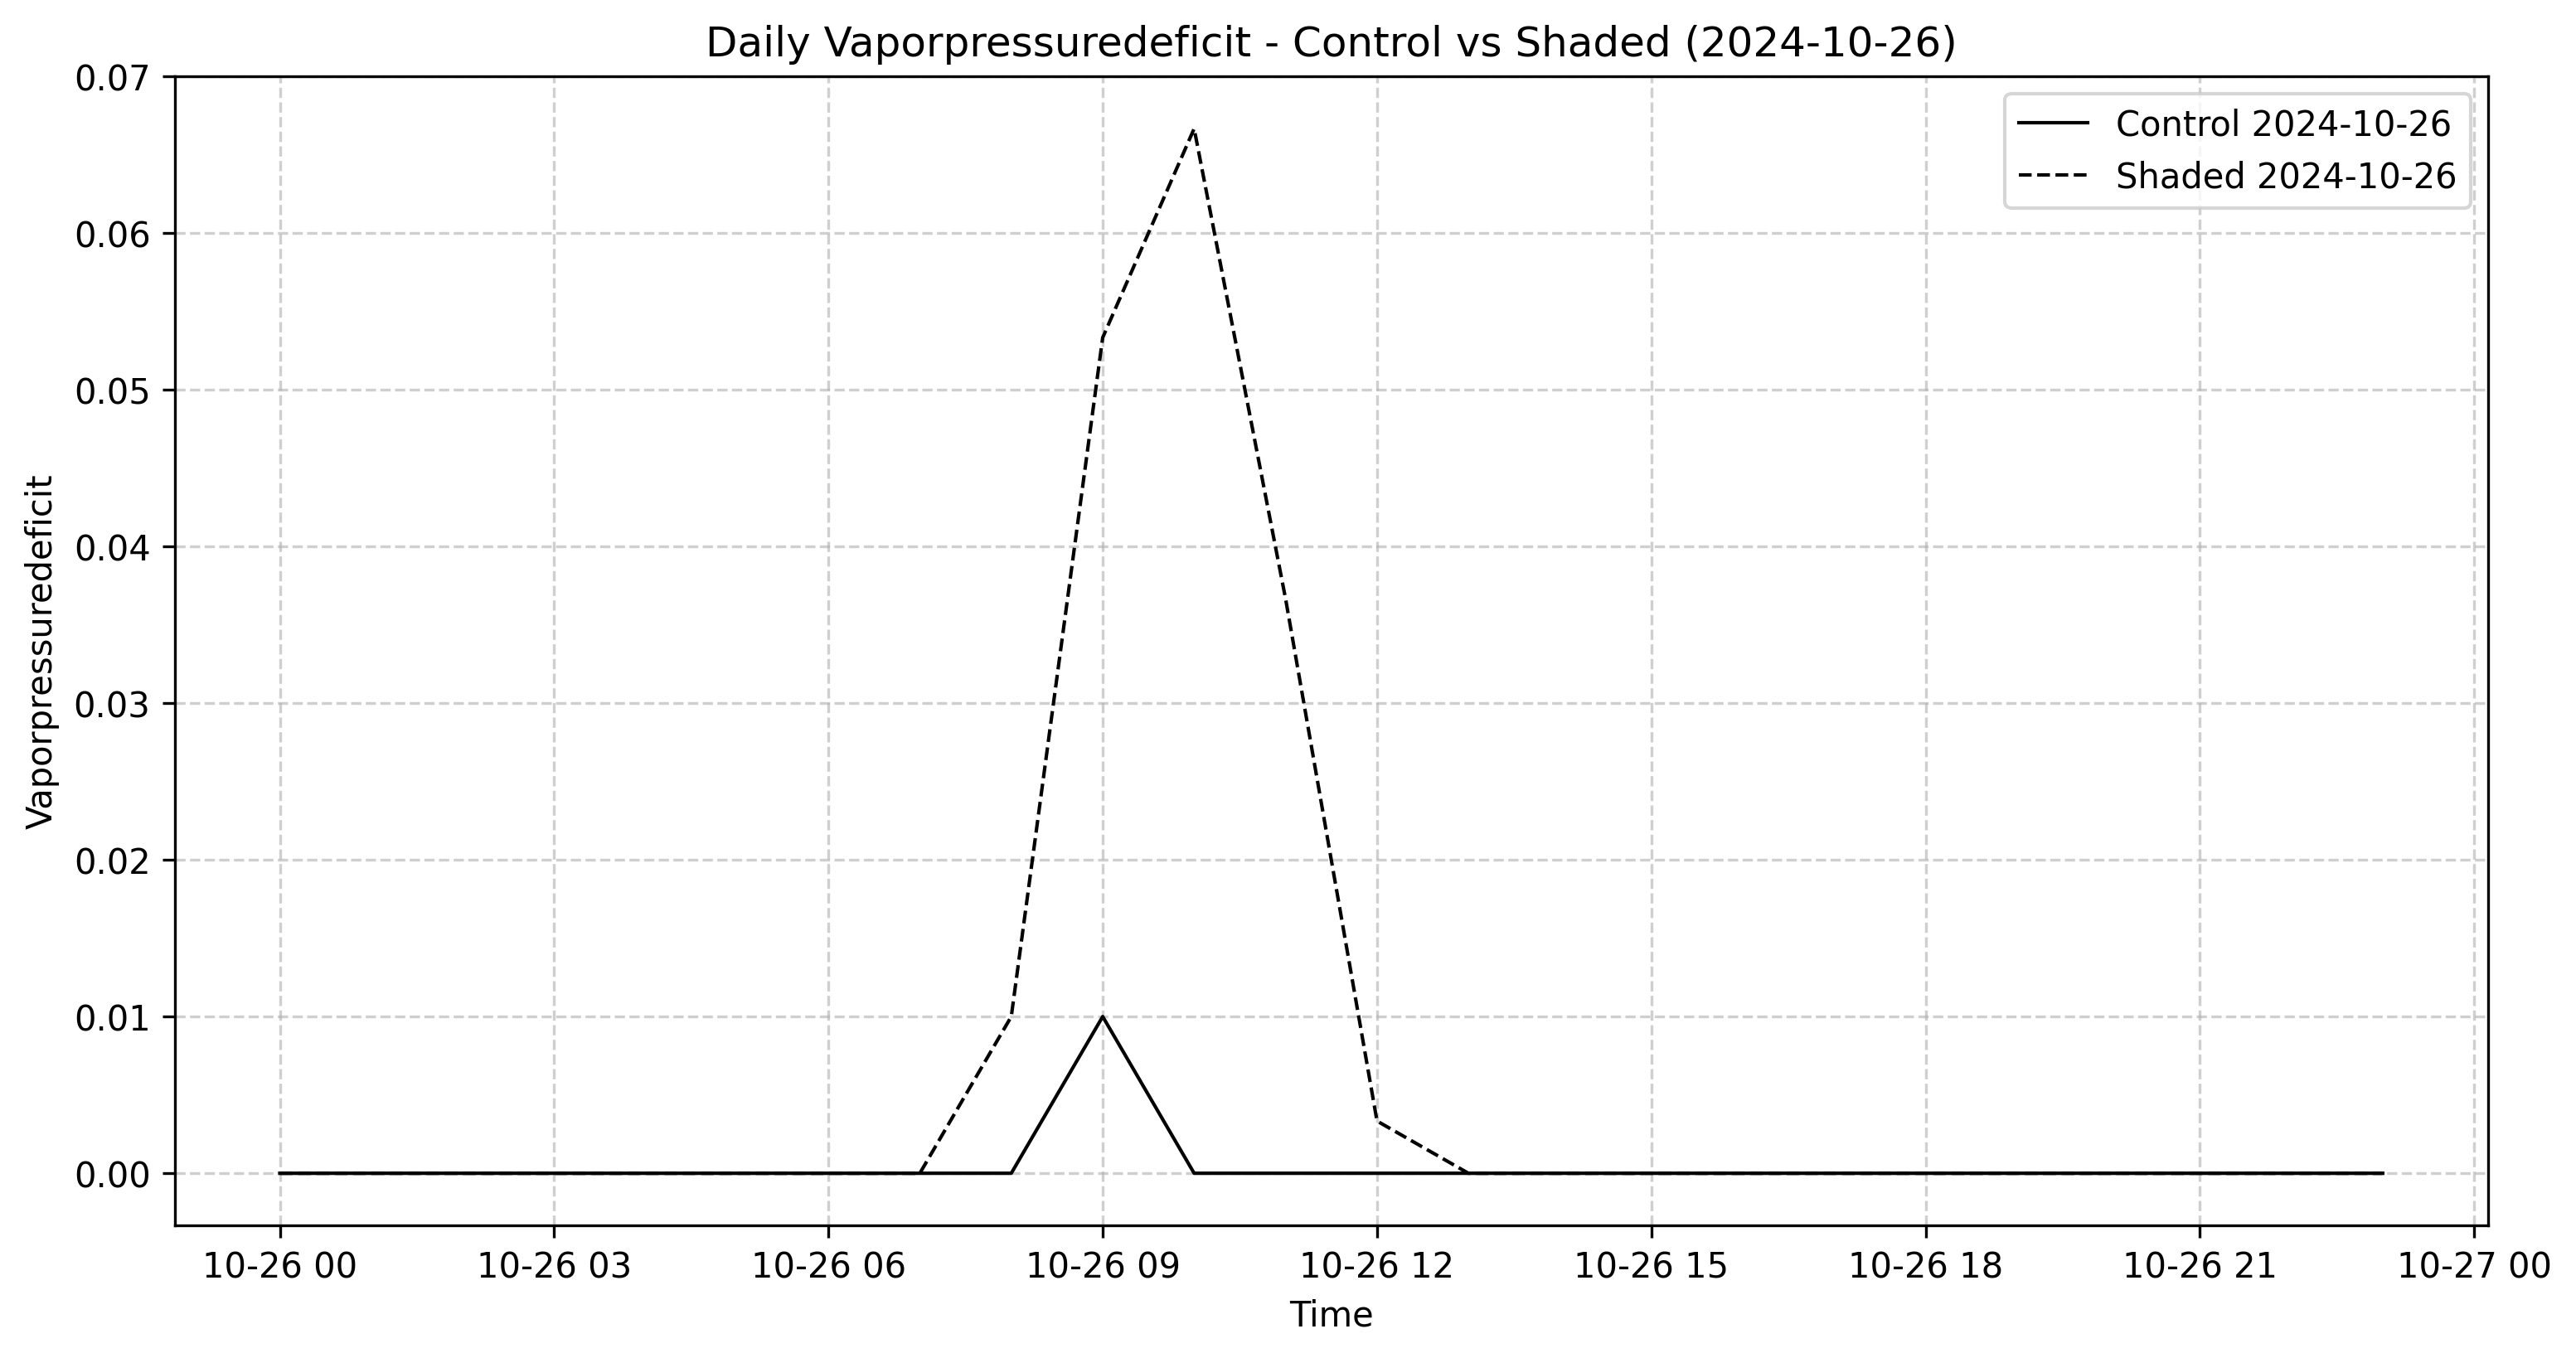 Daily Vaporpressuredeficit - Control vs Shaded (2024-10-26)
Control 2024-10-26
Shaded 2024-10-26
Vaporpressuredeficit
0.07
0.06
0.05
0.04
0.03
0.02
0.01
0.00
10-26 00 10-26 03 10-26 06 10-26 09 10-26 12 10-26 15 10-26 18 10-26 21 10-27 00
Time